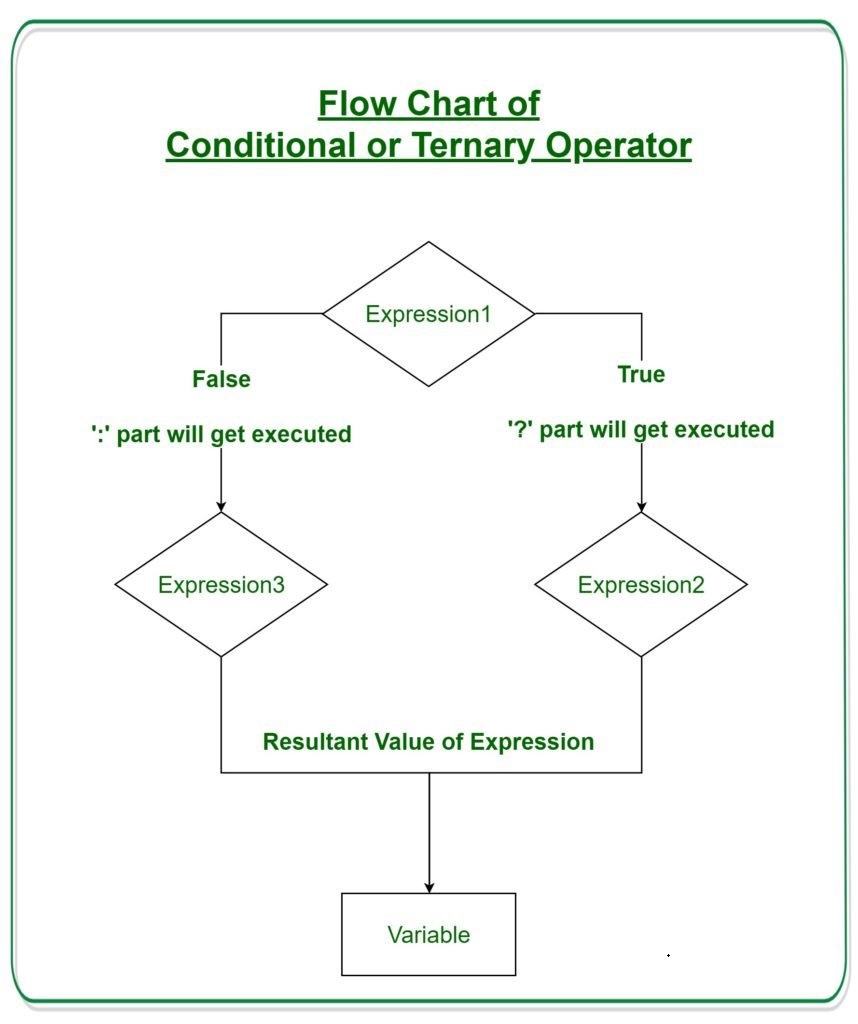 Flow Chart of
Conditional or Ternary Operator
Expression1
False
True
':' part will get executed
'?' part will get executed
Expression3
Expression2
Resultant Value of Expression
Variable